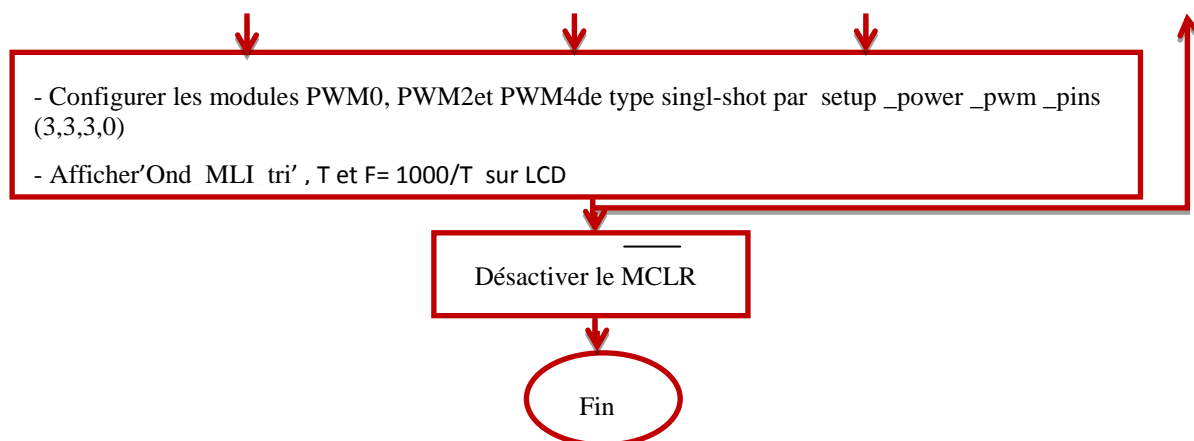 - Configurer les modules PWM0, PWM2et PWM4de type singl-shot par setup _power _pwm _pins
(3,3,3,0)
- Afficher’Ond MLI tri’ , T et F= 1000/T sur LCD
Désactiver le M̅C̅L̅R̅
Fin